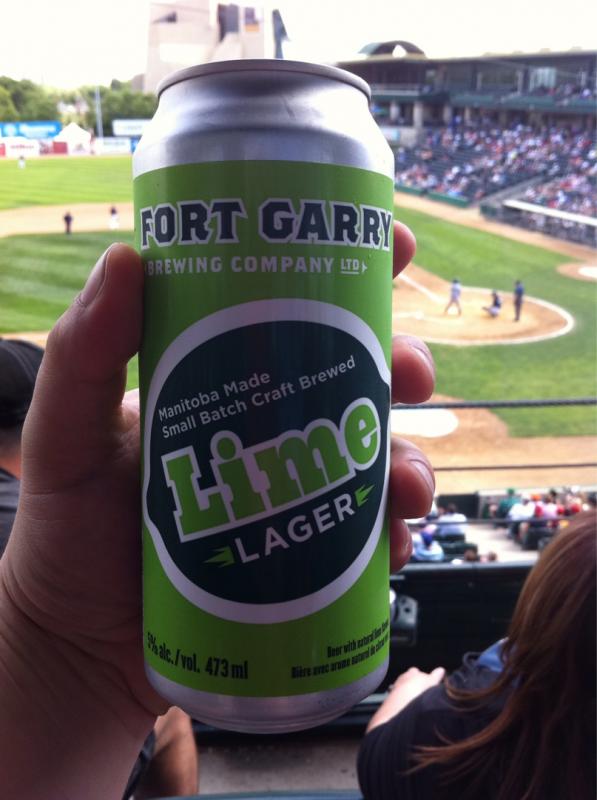 FORT GARRY
BREWING COMPANY LTD
Manitoba Made
Small Batch Craft Brewed
Lime
LAGER
5% alc./vol. 473 ml
Beer with natural lime flavour
Bière avec arome naturel de citron